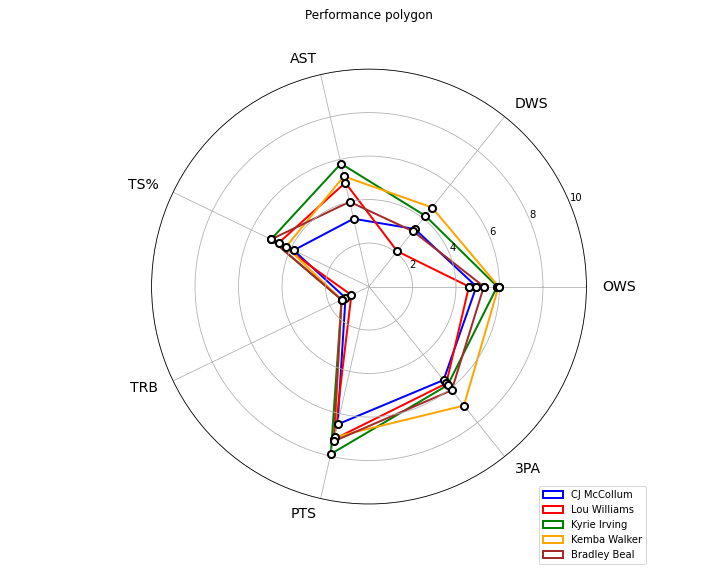 Performance polygon
AST
DWS
TS%
10
8
6
4
2
OWS
TRB
3PA
PTS
CJ McCollum
Lou Williams
Kyrie Irving
Kemba Walker
Bradley Beal